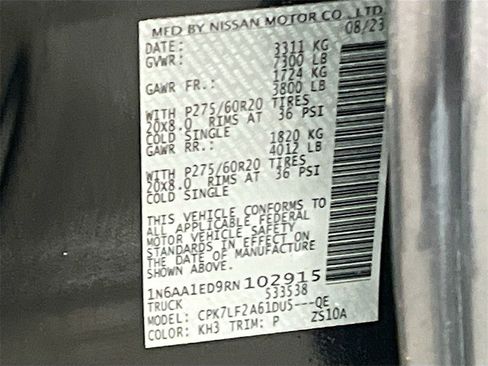 MFD BY NISSAN MOTOR CO., LTD.
DATE: 08/23
GVWR: 3311 KG
7300 LB
GAWR FR.: 1724 KG
3800 LB
WITH P275/60R20 TIRES
20X8.0 RIMS AT 36 PSI
COLD SINGLE
GAWR RR.: 1820 KG
4012 LB
WITH P275/60R20 TIRES
20X8.0 RIMS AT 36 PSI
COLD SINGLE
THIS VEHICLE CONFORMS TO
ALL APPLICABLE FEDERAL
MOTOR VEHICLE SAFETY
STANDARDS IN EFFECT ON
THE DATE OF MANUFACTURE
SHOWN ABOVE.
1N6AA1ED9RN102915
TRUCK 533538
MODEL: CPK7LF2A61DU5---QE
COLOR: KH3 TRIM: P ZS10A